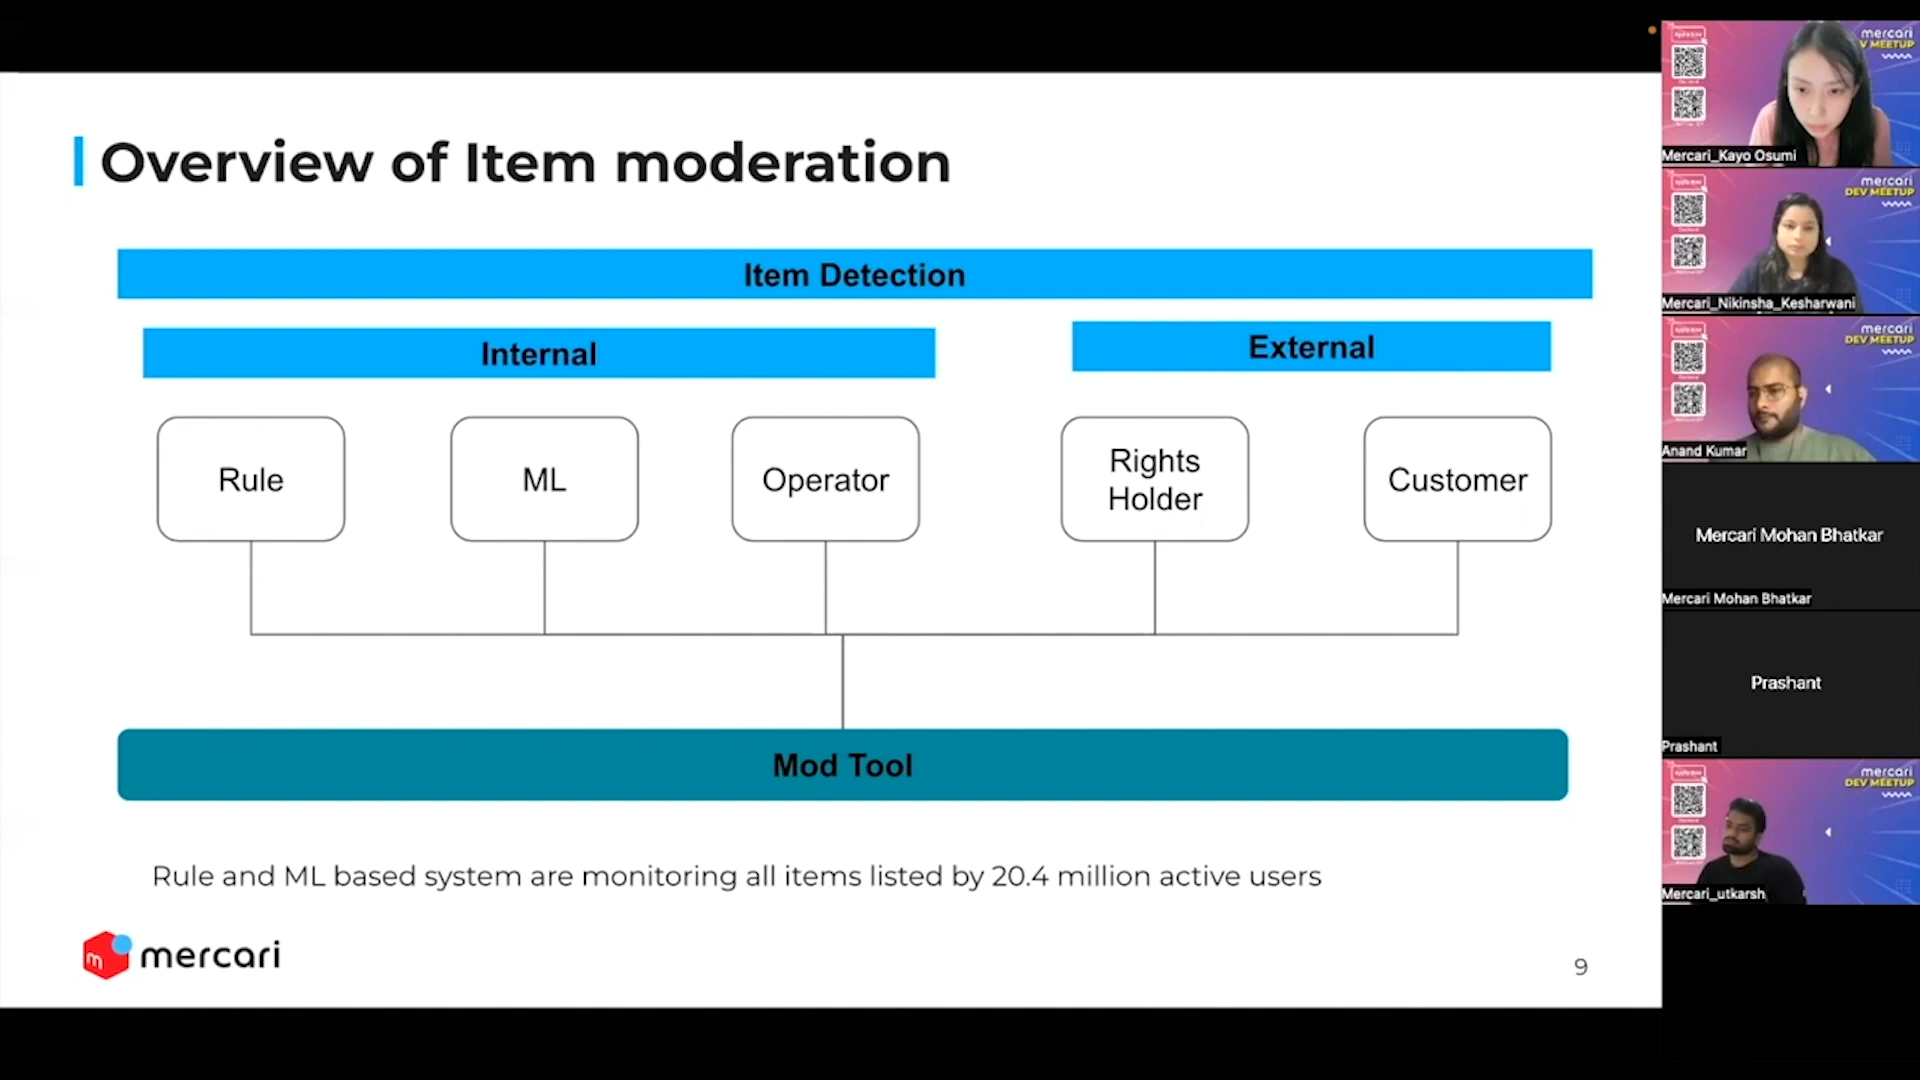 Overview of Item moderation
Item Detection
Internal
External
Rule
ML
Operator
Rights
Holder
Customer
Mod Tool
Rule and ML based system are monitoring all items listed by 20.4 million active users
mercari
9
mercari
V MEETUP
Mercari_Kayo Osumi
mercari
DEV MEETUP
Mercari_Nikinsha_Kesharwani
mercari
DEV MEETUP
Anand Kumar
Mercari Mohan Bhatkar
Mercari Mohan Bhatkar
Prashant
Prashant
mercari
DEV MEETUP
Mercari_utkarsh